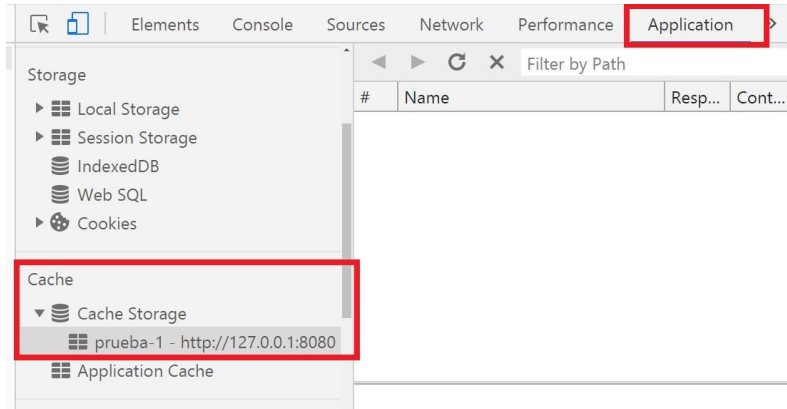 Elements Console Sources Network Performance Application
Filter by Path
# Name Resp... Cont...
Storage
Local Storage
Session Storage
IndexedDB
Web SQL
Cookies
Cache
Cache Storage
prueba-1 - http://127.0.0.1:8080
Application Cache